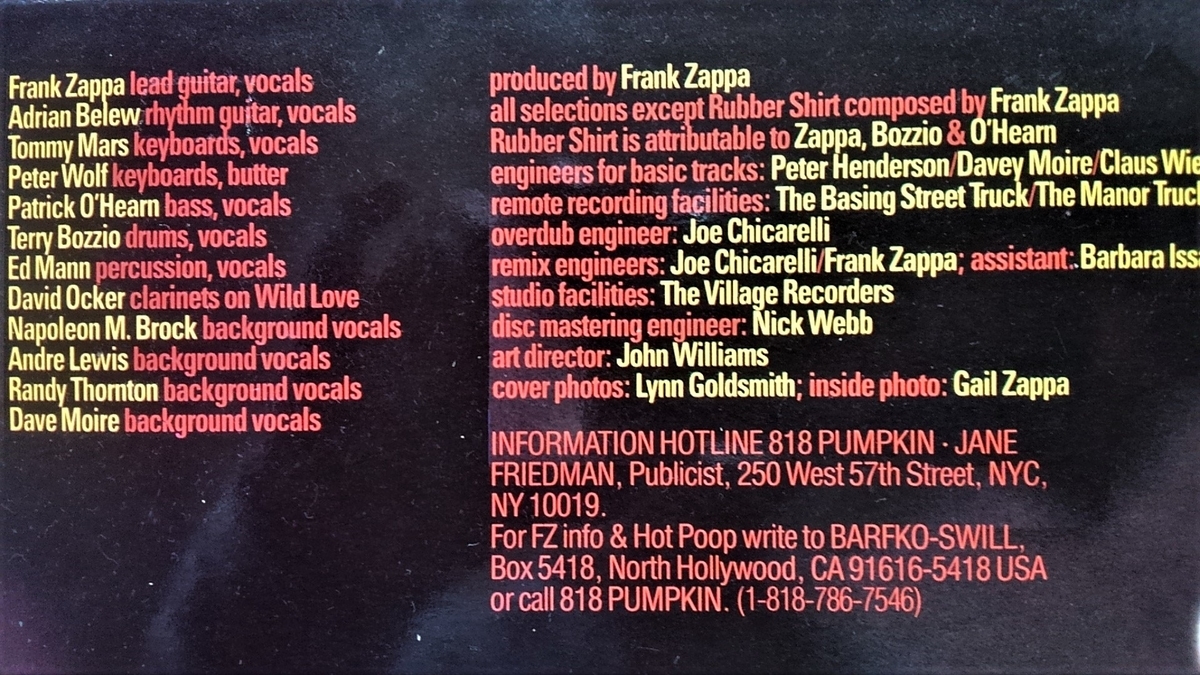 Frank Zappa lead guitar, vocals
Adrian Belew rhythm guitar, vocals
Tommy Mars keyboards, vocals
Peter Wolf keyboards, butter
Patrick O'Hearn bass, vocals
Terry Bozzio drums, vocals
Ed Mann percussion, vocals
David Ocker clarinets on Wild Love
Napoleon M. Brock background vocals
Andre Lewis background vocals
Randy Thornton background vocals
Dave Moire background vocals
produced by Frank Zappa
all selections except Rubber Shirt composed by Frank Zappa
Rubber Shirt is attributable to Zappa, Bozzio & O'Hearn
engineers for basic tracks: Peter Henderson/Davey Moire/Claus
remote recording facilities: The Basing Street Truck/The Manor
overdub engineer: Joe Chicarelli
remix engineers: Joe Chicarelli/Frank Zappa; assistant: Barbara
studio facilities: The Village Recorders
disc mastering engineer: Nick Webb
art director: John Williams
cover photos: Lynn Goldsmith; inside photo: Gail Zappa
INFORMATION HOTLINE 818 PUMPKIN · JANE
FRIEDMAN, Publicist, 250 West 57th Street, NYC,
NY 10019.
For FZ info & Hot Poop write to BARFKO-SWILL,
Box 5418, North Hollywood, CA 91616-5418 USA
or call 818 PUMPKIN. (1-818-786-7546)